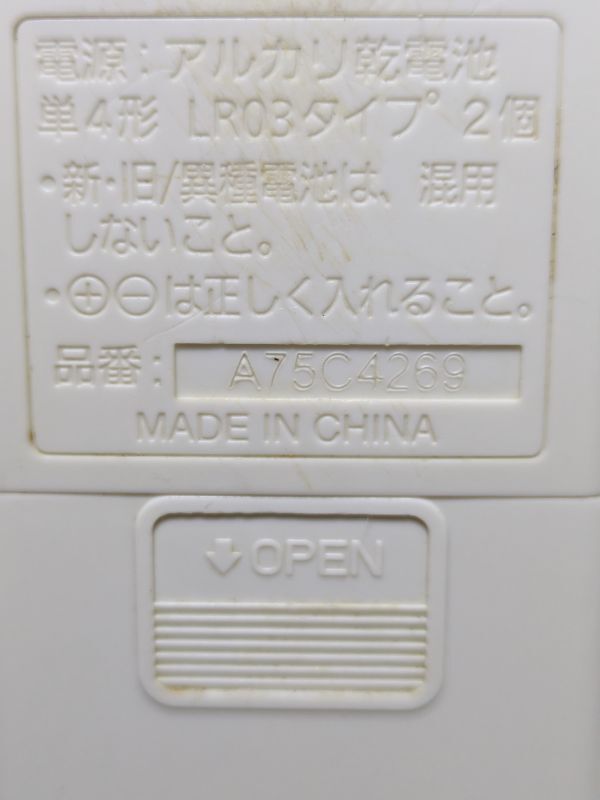 電源：アルカリ乾電池
単4形 LR03タイプ 2個
・新・旧/異種電池は、混用
しないこと。
・⊕⊖は正しく入れること。
品番： A75C4269
MADE IN CHINA
⇩OPEN